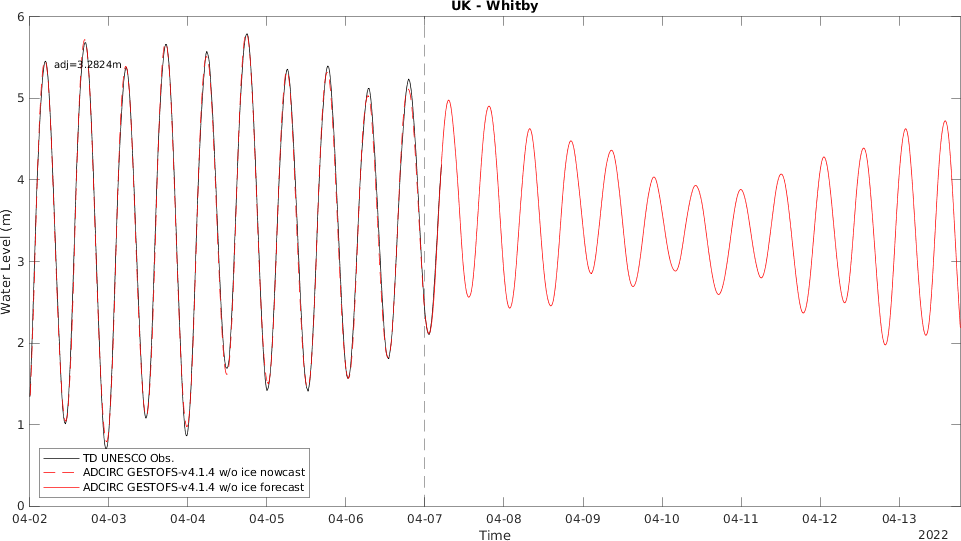 UK - Whitby
adj=3.2824m
Water Level (m)
6
5
4
3
2
1
0
TD UNESCO Obs.
ADCIRC GESTOFS-v4.1.4 w/o ice nowcast
ADCIRC GESTOFS-v4.1.4 w/o ice forecast
04-02 04-03 04-04 04-05 04-06 04-07 04-08 04-09 04-10 04-11 04-12 04-13
Time
2022